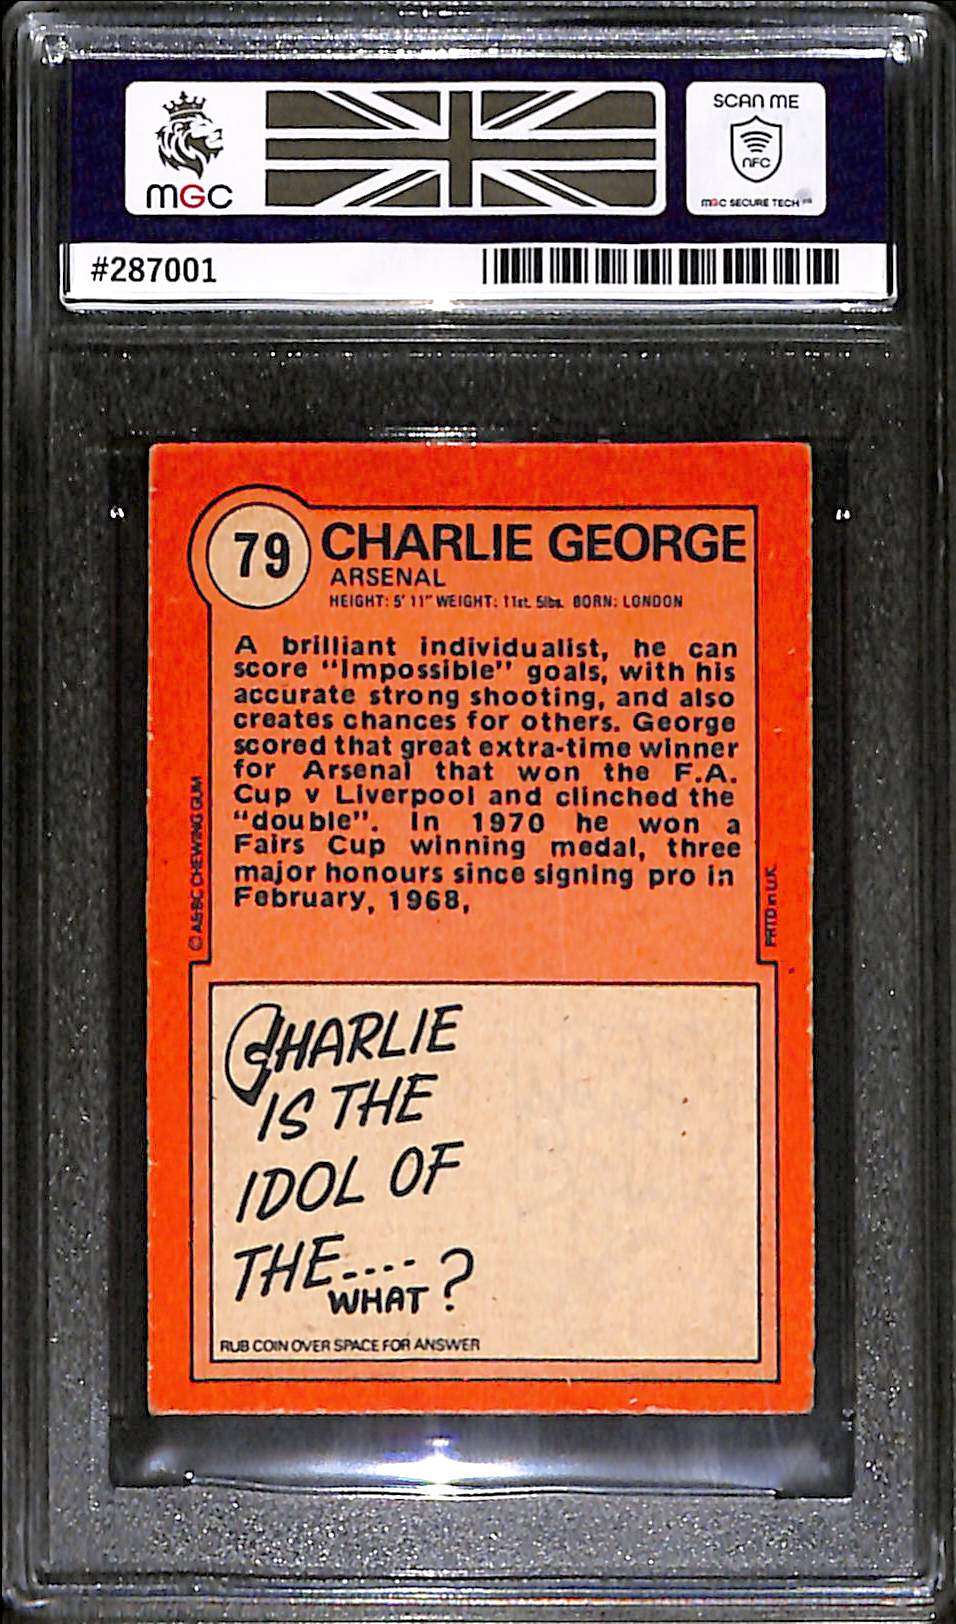 MGC
SCAN ME
NFC
MGC SECURE TECH
#287001
79
CHARLIE GEORGE
ARSENAL
HEIGHT: 5' 11" WEIGHT: 11st. 5lbs. BORN: LONDON
A brilliant individualist, he can
score "impossible" goals, with his
accurate strong shooting, and also
creates chances for others. George
scored that great extra-time winner
for Arsenal that won the F.A.
Cup v Liverpool and clinched the
"double". In 1970 he won a
Fairs Cup winning medal, three
major honours since signing pro in
February, 1968,
© A&BC CHEWING GUM
PRTD in U.K.
CHARLIE
IS THE
IDOL OF
THE....
WHAT?
RUB COIN OVER SPACE FOR ANSWER